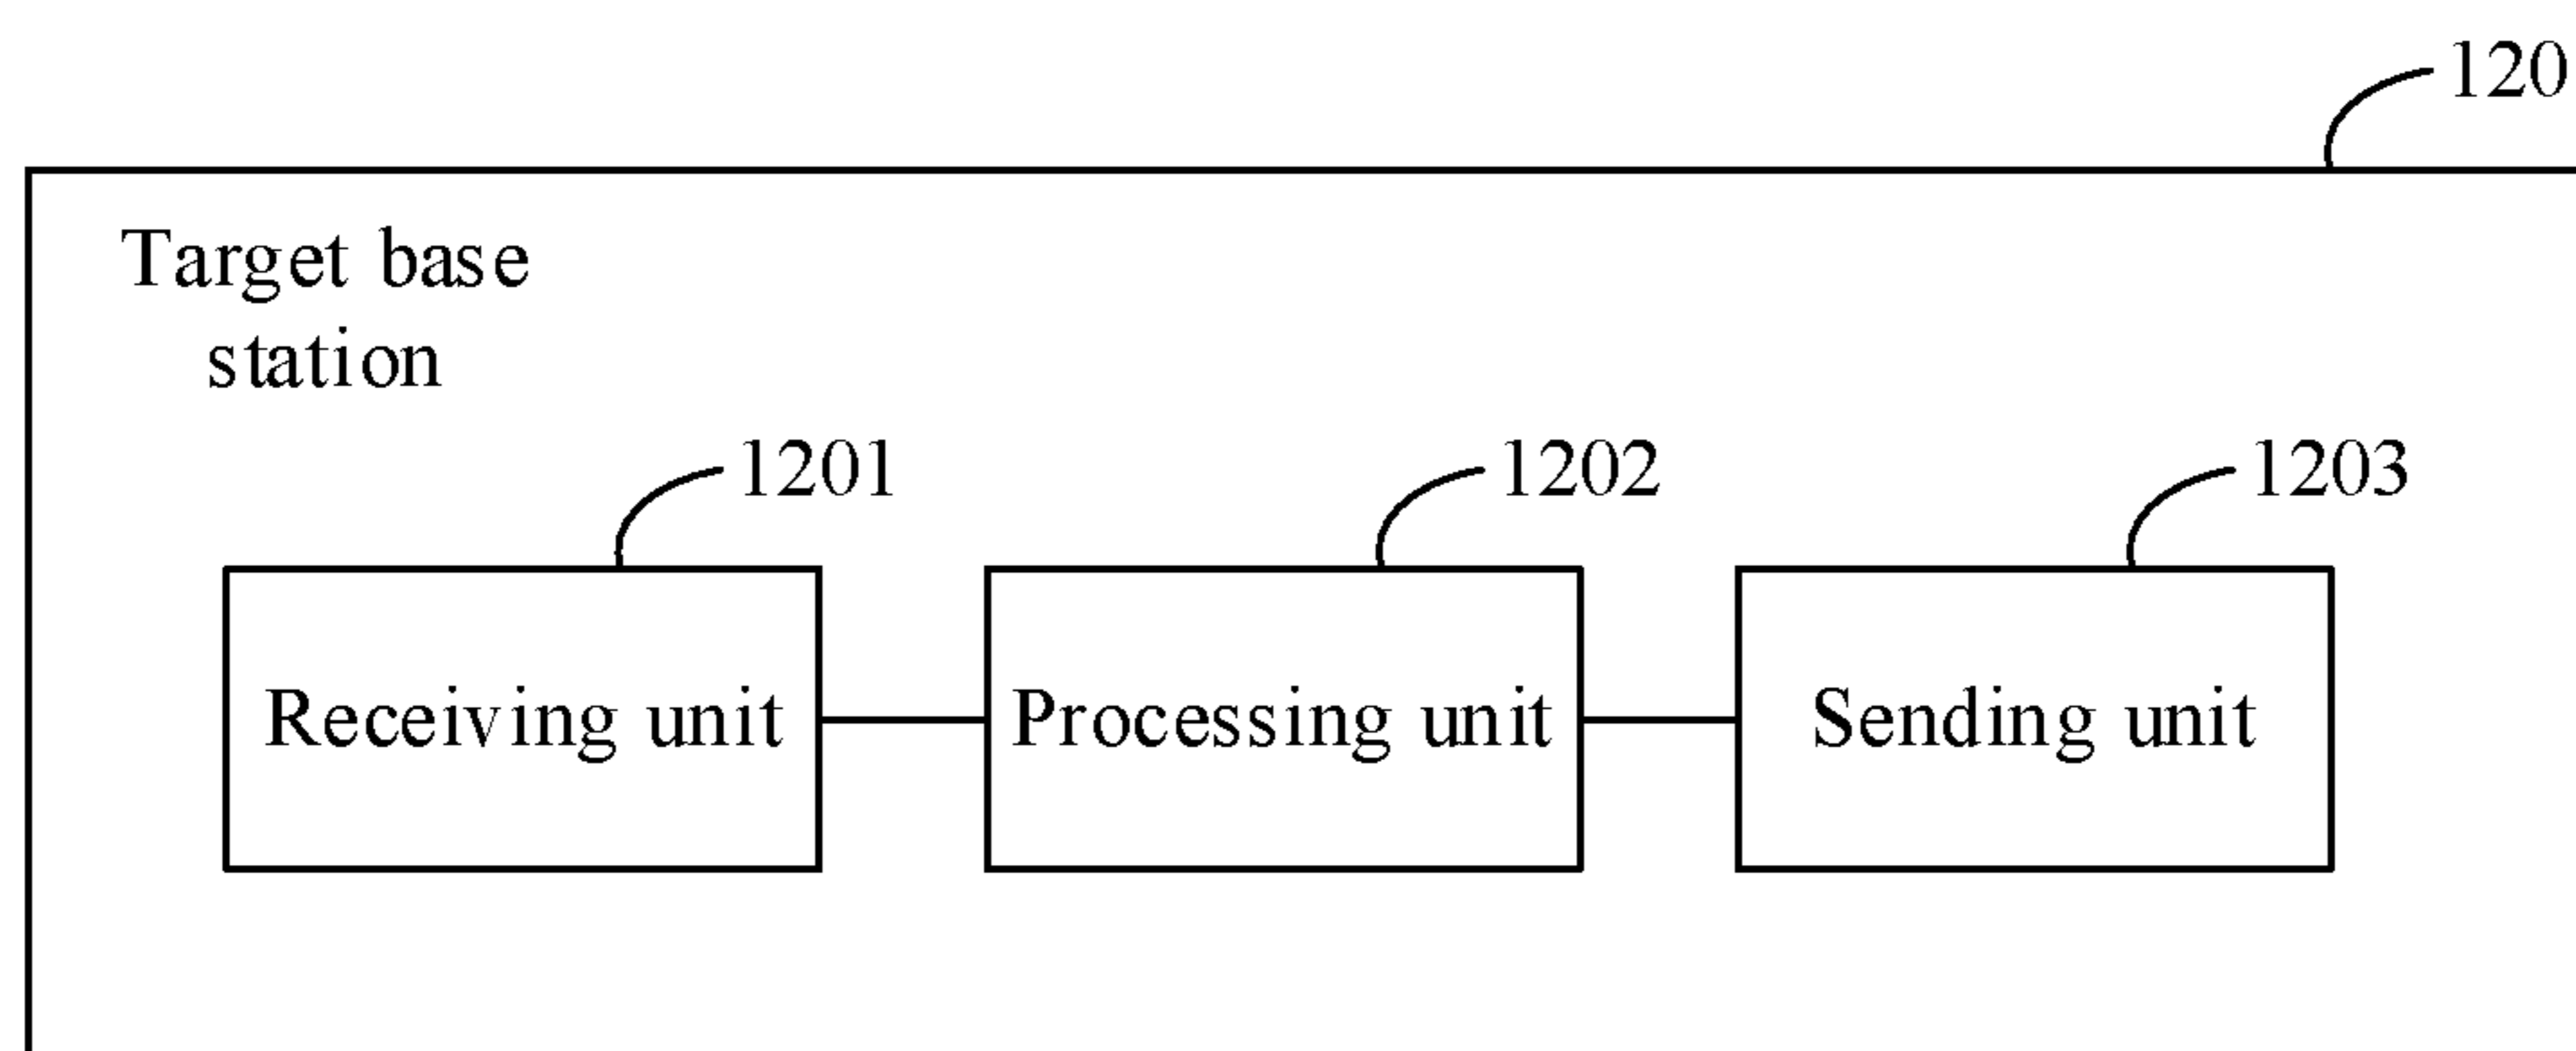 120
Target base
station
1201
1202
1203
Receiving unit
Processing unit
Sending unit